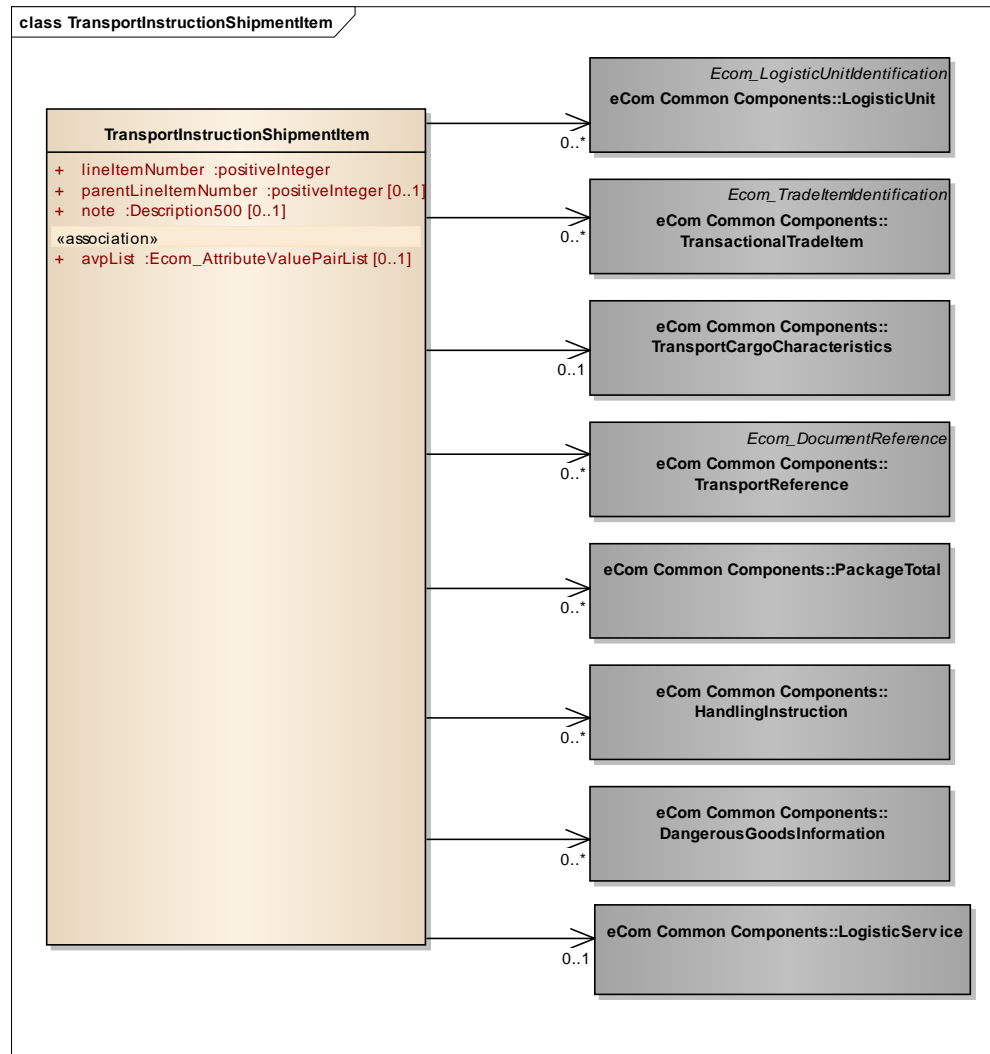 class TransportInstructionShipmentItem
TransportInstructionShipmentItem
+ lineItemNumber :positiveInteger
+ parentLineItemNumber :positiveInteger [0..1]
+ note :Description500 [0..1]
«association»
+ avpList :Ecom_AttributeValuePairList [0..1]
Ecom_LogisticUnitIdentification
eCom Common Components::LogisticUnit
0..*
Ecom_TradeItemIdentification
eCom Common Components::
TransactionalTradeItem
0..*
eCom Common Components::
TransportCargoCharacteristics
0..1
Ecom_DocumentReference
eCom Common Components::
TransportReference
0..*
eCom Common Components::PackageTotal
0..*
eCom Common Components::
HandlingInstruction
0..*
eCom Common Components::
DangerousGoodsInformation
0..*
eCom Common Components::LogisticService
0..1